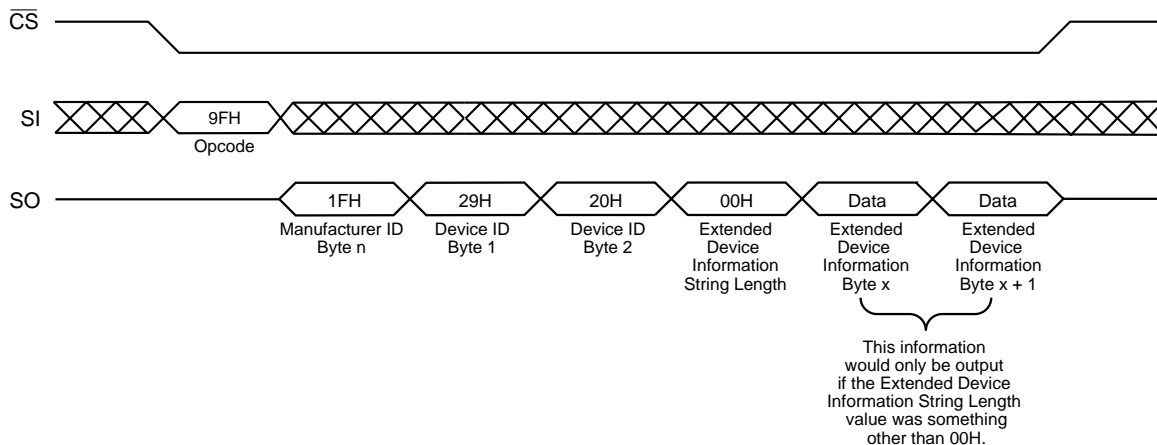 CS
SI
9FH
Opcode
SO
1FH
29H
20H
00H
Data
Data
Manufacturer ID
Byte n
Device ID
Byte 1
Device ID
Byte 2
Extended
Device
Information
String Length
Extended
Device
Information
Byte x
Extended
Device
Information
Byte x + 1
This information
would only be output
if the Extended Device
Information String Length
value was something
other than 00H.